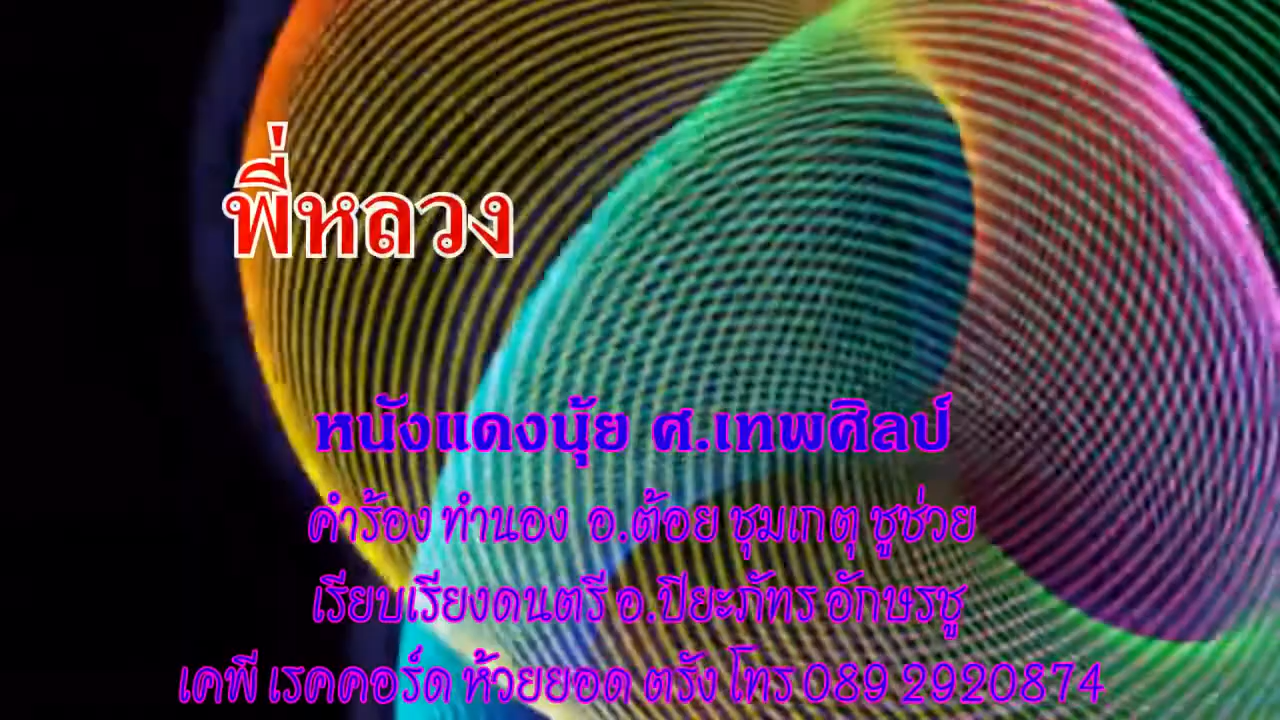 พี่หลวง
หนังแดงนุ้ย ศ.เทพศิลป์
คำร้อง ทำนอง อ.ต้อย ชุมเกตุ ชูช่วย
เรียบเรียงดนตรี อ.ปิยะภัทร อักษรชู
เคพี เรคคอร์ด ห้วยยอด ตรัง โทร 089 2920874